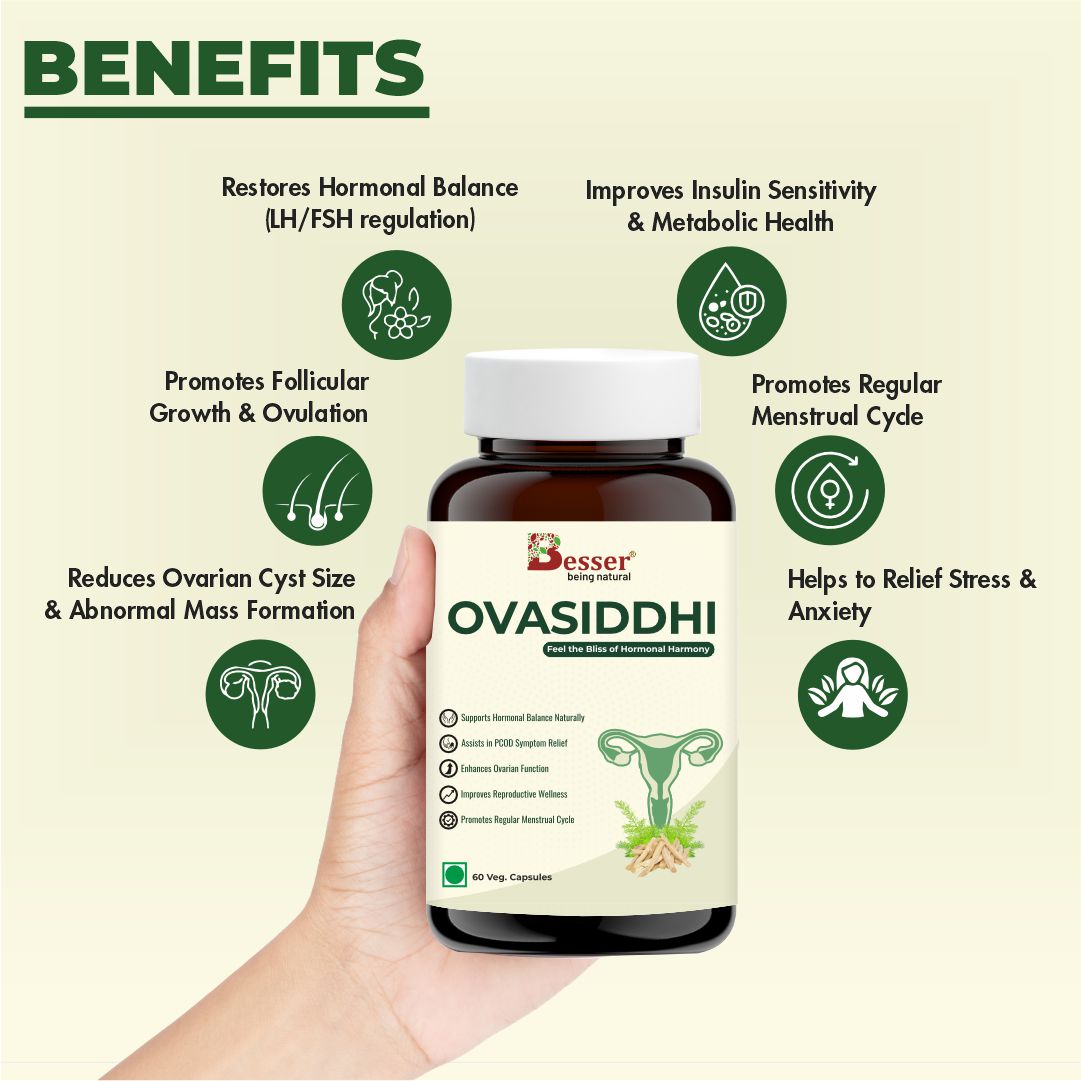 BENEFITS
Restores Hormonal Balance
(LH/FSH regulation)
Improves Insulin Sensitivity
& Metabolic Health
Promotes Follicular
Growth & Ovulation
Promotes Regular
Menstrual Cycle
Reduces Ovarian Cyst Size
& Abnormal Mass Formation
Helps to Relief Stress &
Anxiety
Besser®
being natural
OVASIDDHI
Feel the Bliss of Hormonal Harmony
Supports Hormonal Balance Naturally
Assists in PCOD Symptom Relief
Enhances Ovarian Function
Improves Reproductive Wellness
Promotes Regular Menstrual Cycle
60 Veg. Capsules